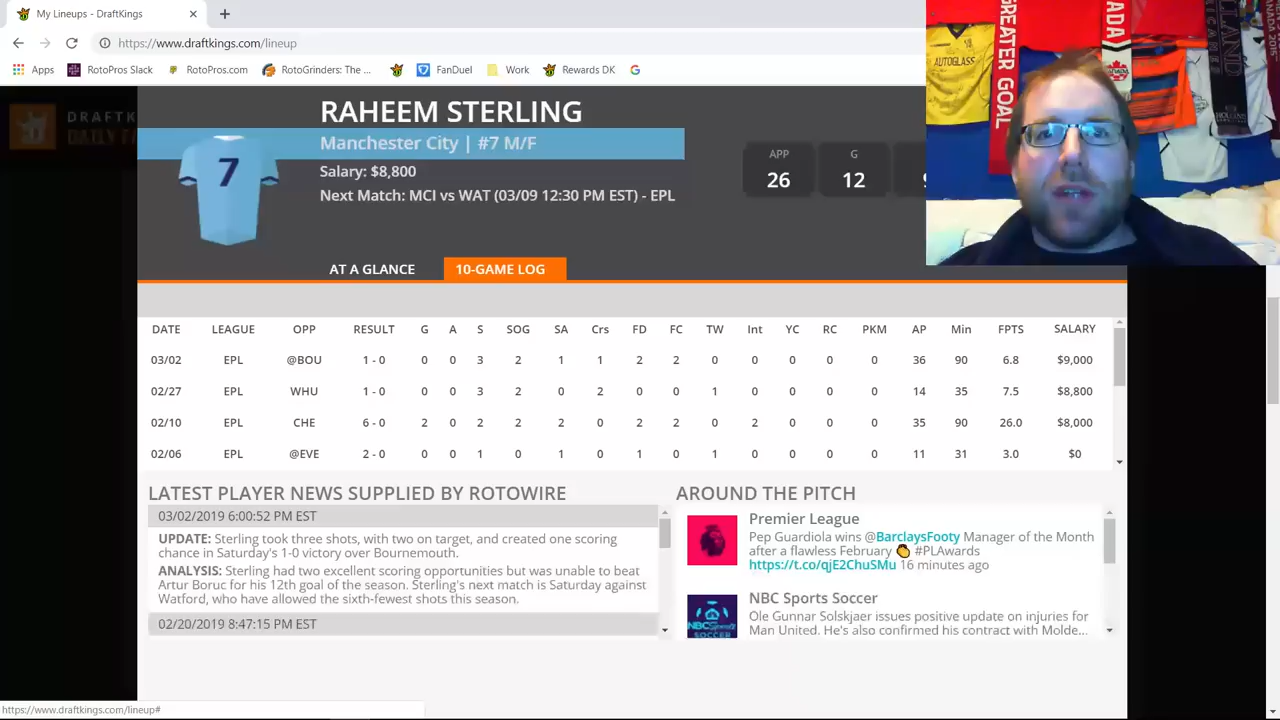 My Lineups - DraftKings
https://www.draftkings.com/lineup
Apps RotoPros Slack RotoPros.com RotoGrinders: The ... FanDuel Work Rewards DK
RAHEEM STERLING
Manchester City | #7 M/F
Salary: $8,800
Next Match: MCI vs WAT (03/09 12:30 PM EST) - EPL
7
APP G
26 12
AT A GLANCE 10-GAME LOG
DATE LEAGUE OPP RESULT G A S SOG SA Crs FD FC TW Int YC RC PKM AP Min FPTS SALARY
03/02 EPL @BOU 1 - 0 0 0 3 2 1 1 2 2 0 0 0 0 0 36 90 6.8 $9,000
02/27 EPL WHU 1 - 0 0 0 3 2 0 2 0 0 1 0 0 0 0 14 35 7.5 $8,800
02/10 EPL CHE 6 - 0 2 0 2 2 2 0 2 2 0 2 0 0 0 35 90 26.0 $8,000
02/06 EPL @EVE 2 - 0 0 0 1 0 1 0 1 0 1 0 0 0 0 11 31 3.0 $0
LATEST PLAYER NEWS SUPPLIED BY ROTOWIRE
03/02/2019 6:00:52 PM EST
UPDATE: Sterling took three shots, with two on target, and created one scoring
chance in Saturday's 1-0 victory over Bournemouth.
ANALYSIS: Sterling had two excellent scoring opportunities but was unable to beat
Artur Boruc for his 12th goal of the season. Sterling's next match is Saturday against
Watford, who have allowed the sixth-fewest shots this season.
02/20/2019 8:47:15 PM EST
AROUND THE PITCH
Premier League
Pep Guardiola wins @BarclaysFooty Manager of the Month
after a flawless February 👏 #PLAwards
https://t.co/qjE2ChuSMu 16 minutes ago
NBC Sports Soccer
Ole Gunnar Solskjaer issues positive update on injuries for
Man United. He's also confirmed his contract with Molde...
https://www.draftkings.com/lineup#
AUTOGLASS
GREATER GOAL